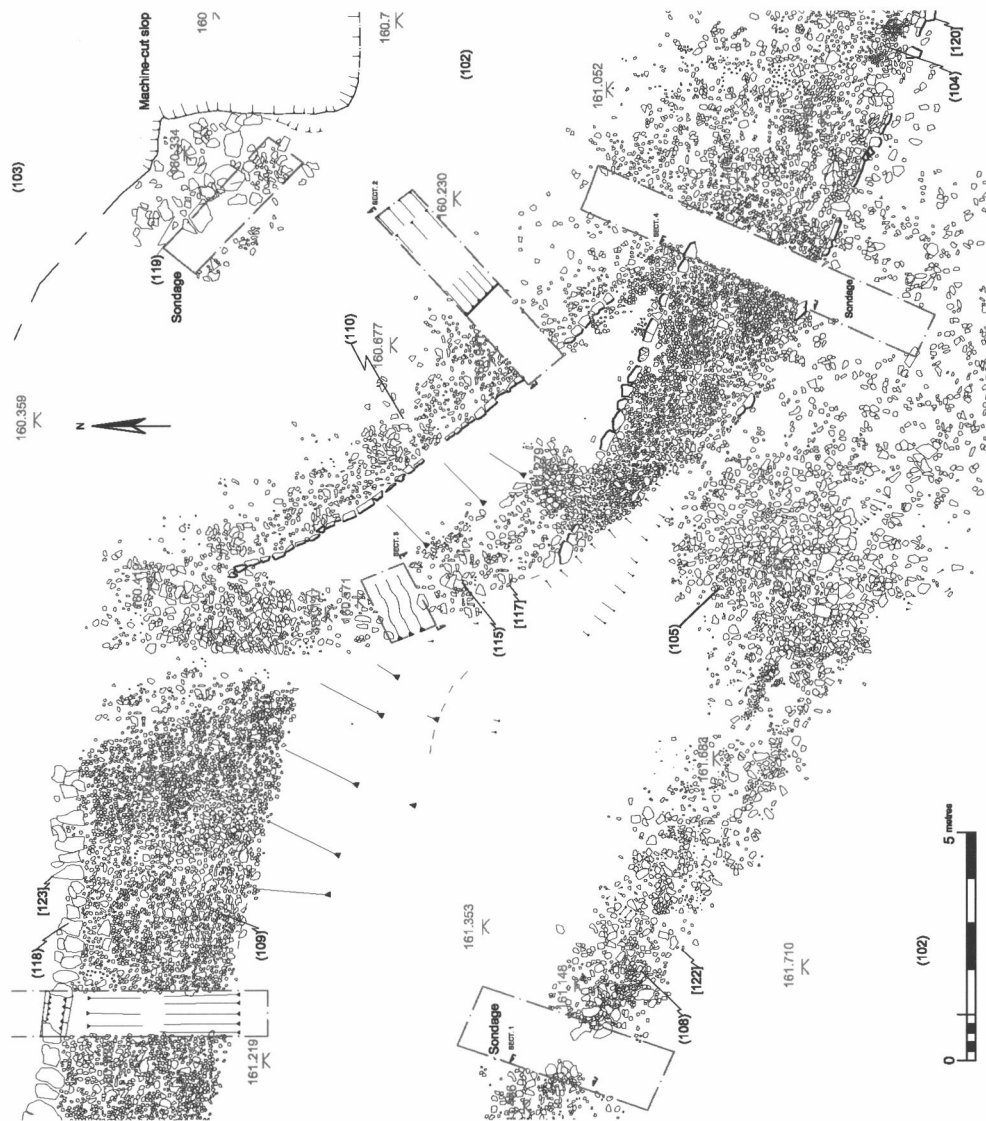 160
160.7
Machine-cut slop
(102)
(103)
160.334
161.052
[120]
(104)
(119)
Sondage
SECT. 2
160.230
SECT. 4
Sondage
160.359
N
(110)
160.677
SECT. 3
(115)
[117]
(105)
[123]
(118)
(109)
161.219
161.353
161.710
[122]
(108)
(102)
Sondage
SECT. 1
0
5 metres